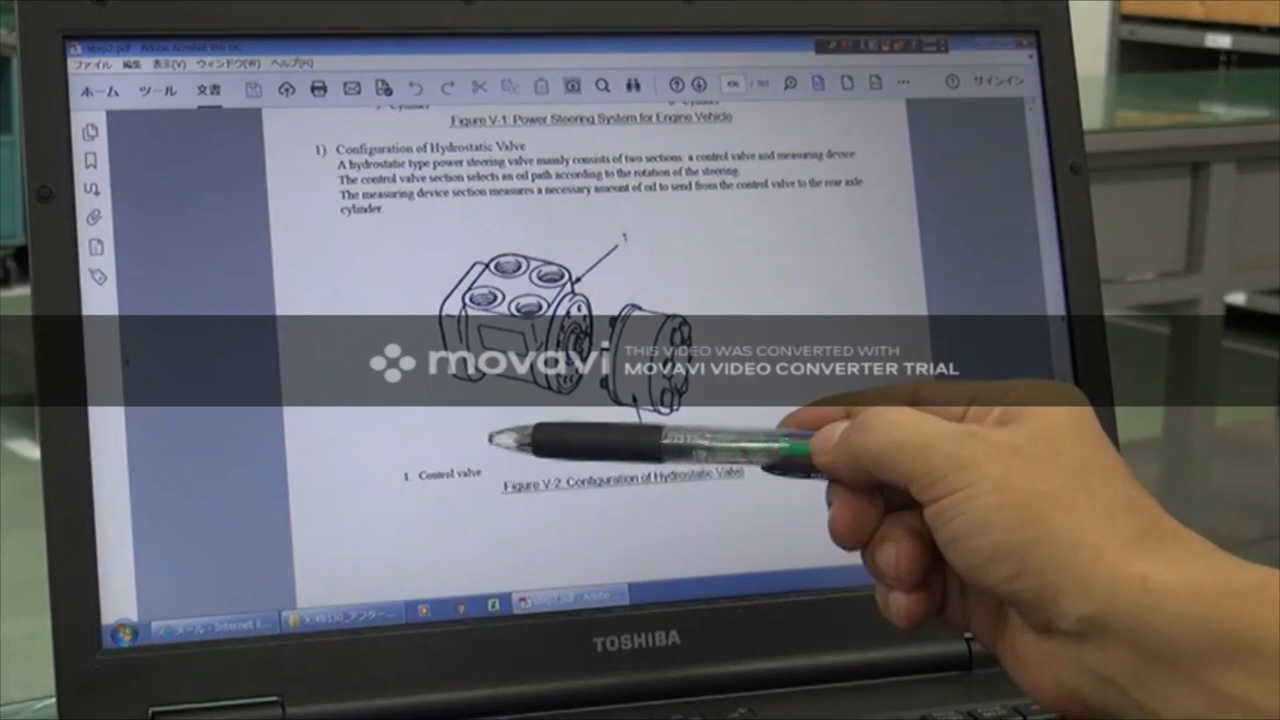 ファイル 編集 表示(V) ウィンドウ(W) ヘルプ(H)
ホーム ツール 文書 サインイン
Figure V-1: Power Steering System for Engine Vehicle
1) Configuration of Hydrostatic Valve
A hydrostatic type power steering valve mainly consists of two sections: a control valve and measuring device.
The control valve section selects an oil path according to the rotation of the steering.
The measuring device section measures a necessary amount of oil to send from the control valve to the rear axle
cylinder.
1
movavi
THIS VIDEO WAS CONVERTED WITH
MOVAVI VIDEO CONVERTER TRIAL
1. Control valve
Figure V-2: Configuration of Hydrostatic Valve
メール - Internet E...
TOSHIBA